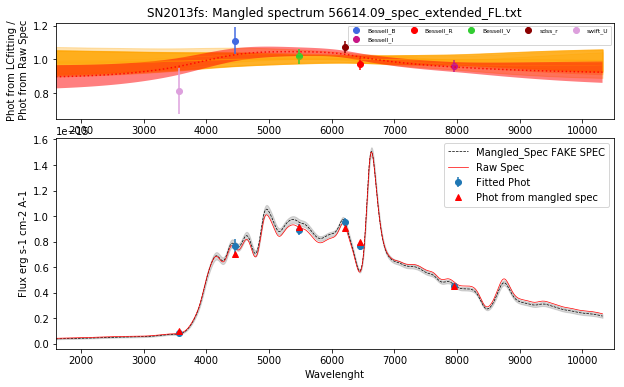 SN2013fs: Mangled spectrum 56614.09_spec_extended_FL.txt
Phot from LCfitting /
Phot from Raw Spec
1.2
1.0
0.8
Bessell_B
Bessell_I
Bessell_R
Bessell_V
sdss_r
swift_U
2000 3000 4000 5000 6000 7000 8000 9000 10000
Flux erg s-1 cm-2 A-1
1.6
1.4
1.2
1.0
0.8
0.6
0.4
0.2
0.0
Mangled_Spec FAKE SPEC
Raw Spec
Fitted Phot
Phot from mangled spec
2000 3000 4000 5000 6000 7000 8000 9000 10000
Wavelenght